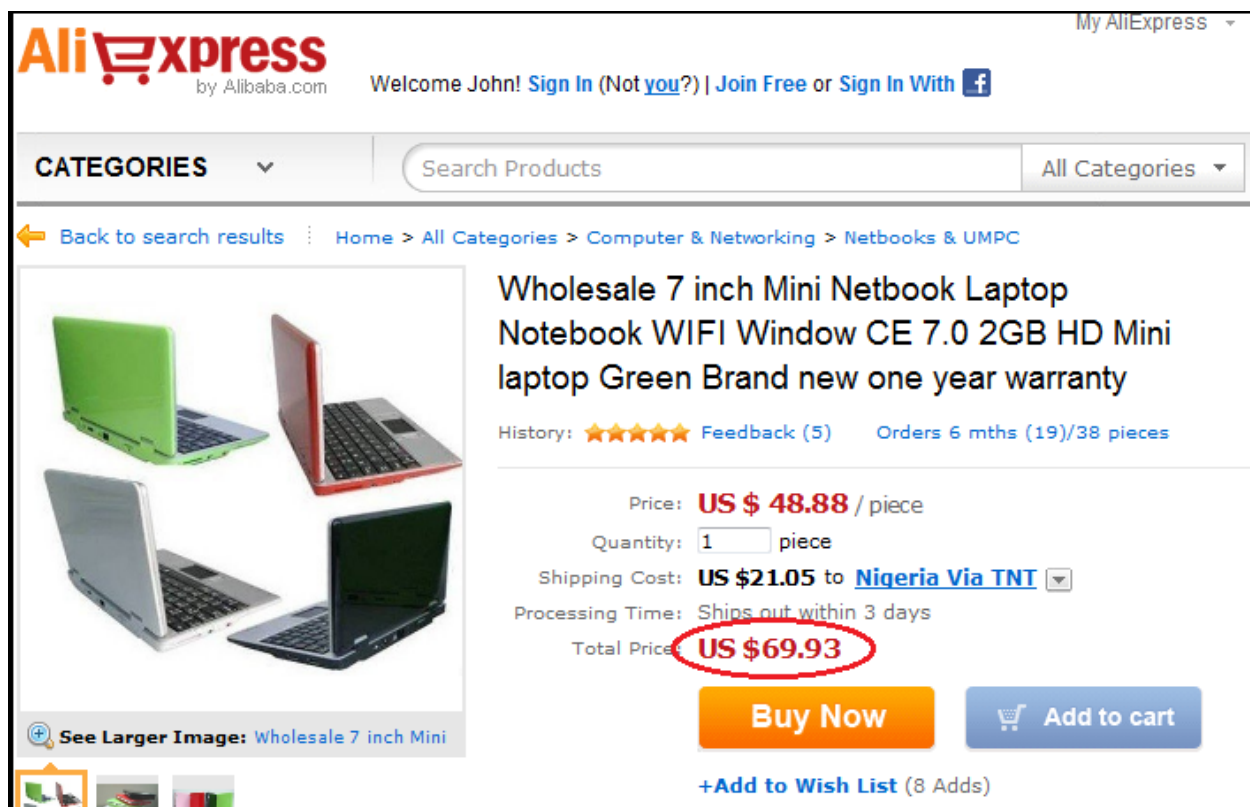 My AliExpress
AliExpress
by Alibaba.com
Welcome John! Sign In (Not you?) | Join Free or Sign In With f
CATEGORIES
Search Products
All Categories
Back to search results
Home > All Categories > Computer & Networking > Netbooks & UMPC
Wholesale 7 inch Mini Netbook Laptop
Notebook WIFI Window CE 7.0 2GB HD Mini
laptop Green Brand new one year warranty
History: Feedback (5) Orders 6 mths (19)/38 pieces
Price: US $ 48.88 / piece
Quantity: 1 piece
Shipping Cost: US $21.05 to Nigeria Via TNT
Processing Time: Ships out within 3 days
Total Price: US $69.93
Buy Now
Add to cart
See Larger Image: Wholesale 7 inch Mini
+Add to Wish List (8 Adds)